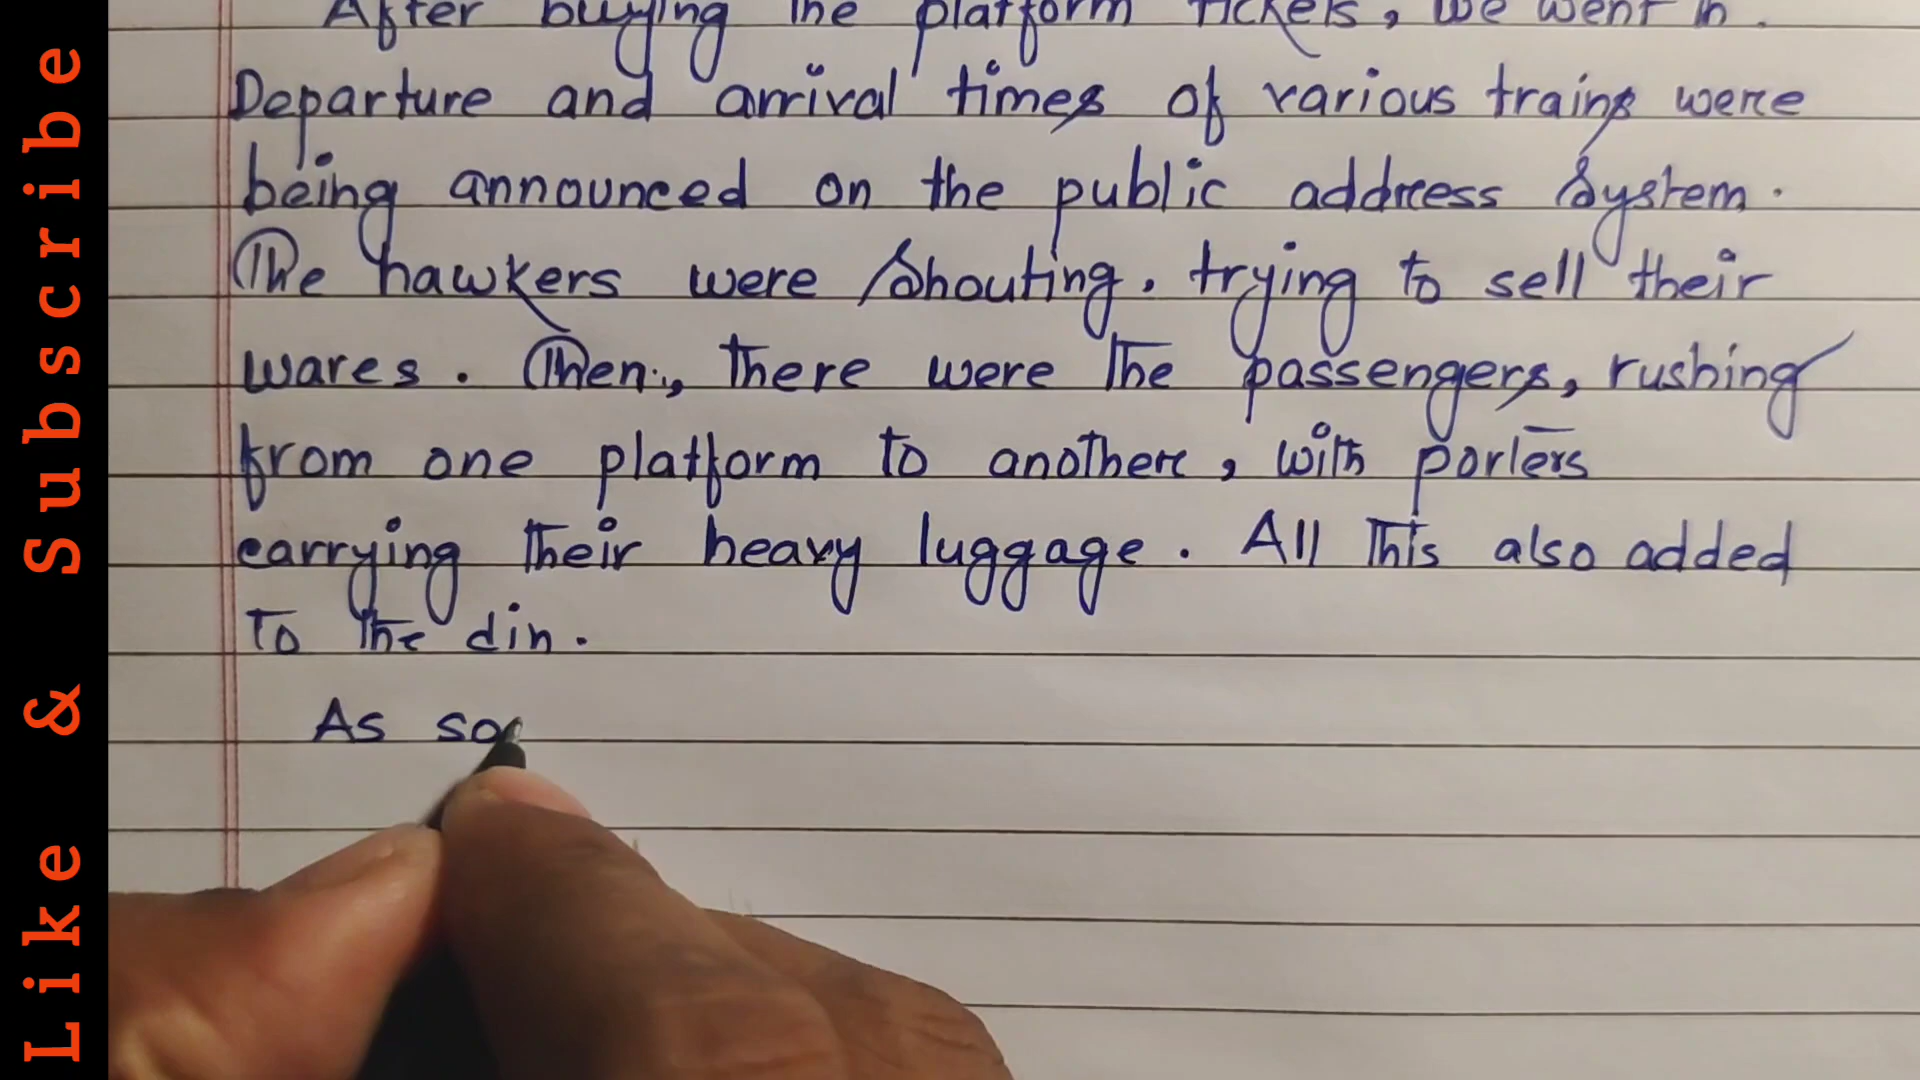 After buying the platform tickets, we went in.
Departure and arrival times of various trains were
being announced on the public address system.
The hawkers were shouting. trying to sell their
wares. Then, there were the passengers, rushing
from one platform to another, with porters
carrying their heavy luggage. All this also added
to the din.
As so
Like & Subscribe